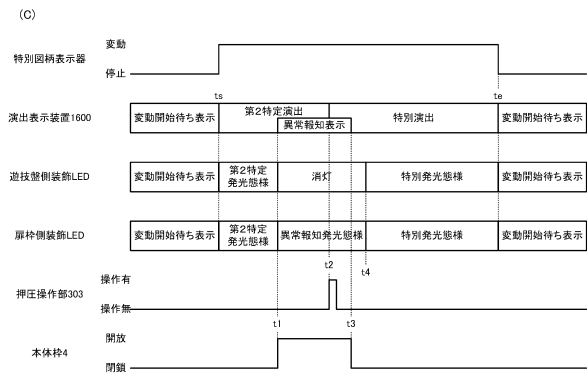 (C)
変動
特別図柄表示器
停止
ts
te
演出表示装置1600
変動開始待ち表示
第2特定演出
異常報知表示
特別演出
変動開始待ち表示
遊技盤側装飾LED
変動開始待ち表示
第2特定
発光態様
消灯
特別発光態様
変動開始待ち表示
扉枠側装飾LED
変動開始待ち表示
第2特定
発光態様
異常報知発光態様
特別発光態様
変動開始待ち表示
t2
t4
操作有
押圧操作部303
操作無
t1
t3
開放
本体枠4
閉鎖